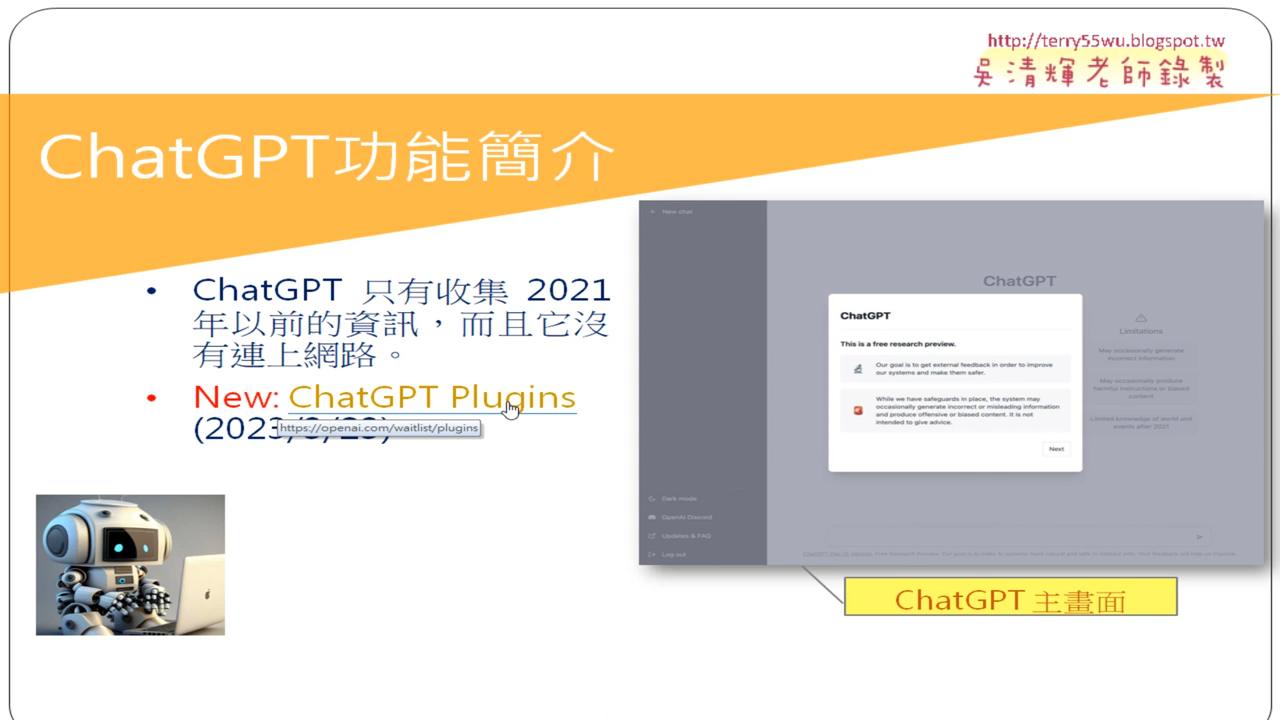 http://terry55wu.blogspot.tw
吳清輝老師錄製
ChatGPT功能簡介
• ChatGPT 只有收集 2021
年以前的資訊，而且它沒
有連上網路。
• New: ChatGPT Plugins
https://openai.com/waitlist/plugins
New chat
ChatGPT
ChatGPT
This is a free research preview.
Our goal is to get external feedback in order to improve
our systems and make them safer.
While we have safeguards in place, the system may
occasionally generate incorrect or misleading information
and produce offensive or biased content. It is not
intended to give advice.
Next
Limitations
May occasionally generate
incorrect information
May occasionally produce
harmful instructions or biased
content
Limited knowledge of world and
events after 2021
Dark mode
OpenAI Discord
Updates & FAQ
Log out
ChatGPT 主畫面